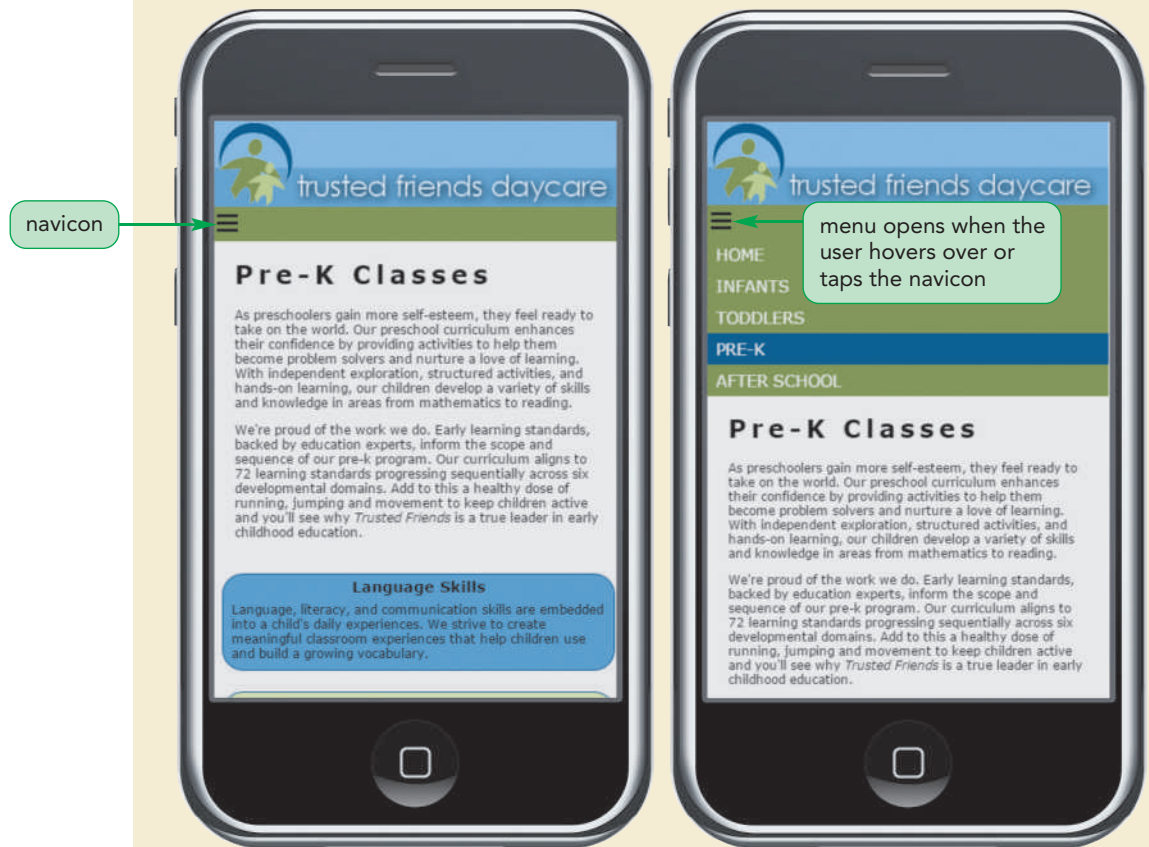 navicon
trusted friends daycare
Pre-K Classes
As preschoolers gain more self-esteem, they feel ready to
take on the world. Our preschool curriculum enhances
their confidence by providing activities to help them
become problem solvers and nurture a love of learning.
With independent exploration, structured activities, and
hands-on learning, our children develop a variety of skills
and knowledge in areas from mathematics to reading.
We're proud of the work we do. Early learning standards,
backed by education experts, inform the scope and
sequence of our pre-k program. Our curriculum aligns to
72 learning standards progressing sequentially across six
developmental domains. Add to this a healthy dose of
running, jumping and movement to keep children active
and you'll see why Trusted Friends is a true leader in early
childhood education.
Language Skills
Language, literacy, and communication skills are embedded
into a child's daily experiences. We strive to create
meaningful classroom experiences that help children use
and build a growing vocabulary.
trusted friends daycare
menu opens when the
user hovers over or
taps the navicon
HOME
INFANTS
TODDLERS
PRE-K
AFTER SCHOOL
Pre-K Classes
As preschoolers gain more self-esteem, they feel ready to
take on the world. Our preschool curriculum enhances
their confidence by providing activities to help them
become problem solvers and nurture a love of learning.
With independent exploration, structured activities, and
hands-on learning, our children develop a variety of skills
and knowledge in areas from mathematics to reading.
We're proud of the work we do. Early learning standards,
backed by education experts, inform the scope and
sequence of our pre-k program. Our curriculum aligns to
72 learning standards progressing sequentially across six
developmental domains. Add to this a healthy dose of
running, jumping and movement to keep children active
and you'll see why Trusted Friends is a true leader in early
childhood education.